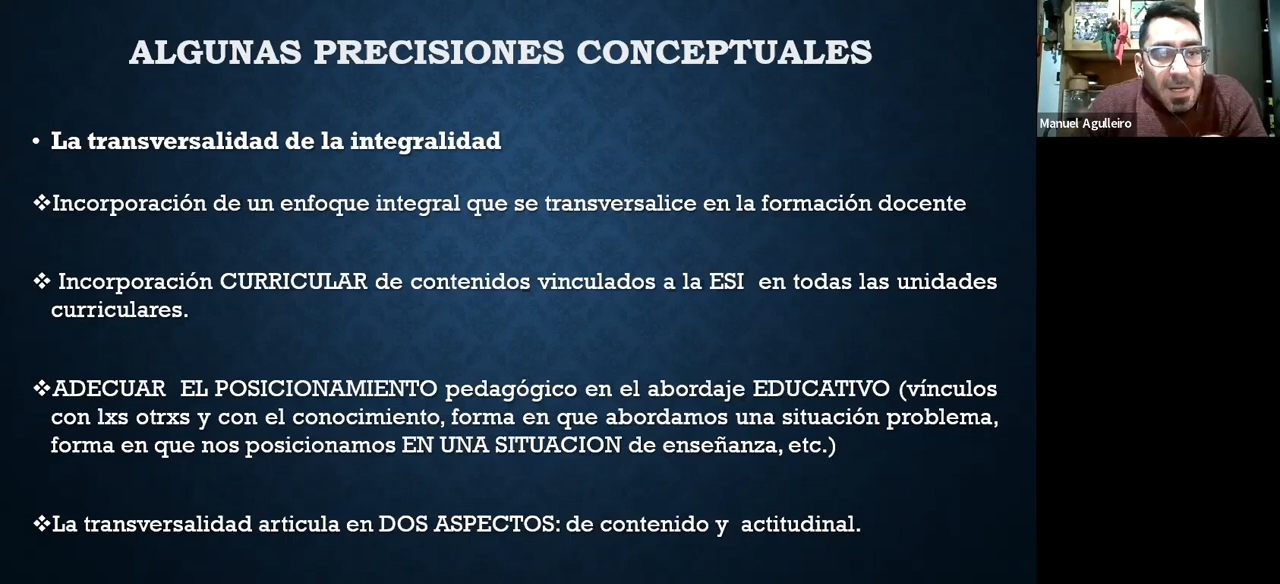 ALGUNAS PRECISIONES CONCEPTUALES
Manuel Agulleiro
• La transversalidad de la integralidad
❖Incorporación de un enfoque integral que se transversalice en la formación docente
❖ Incorporación CURRICULAR de contenidos vinculados a la ESI en todas las unidades
curriculares.
❖ADECUAR EL POSICIONAMIENTO pedagógico en el abordaje EDUCATIVO (vínculos
con lxs otrxs y con el conocimiento, forma en que abordamos una situación problema,
forma en que nos posicionamos EN UNA SITUACION de enseñanza, etc.)
❖La transversalidad articula en DOS ASPECTOS: de contenido y actitudinal.